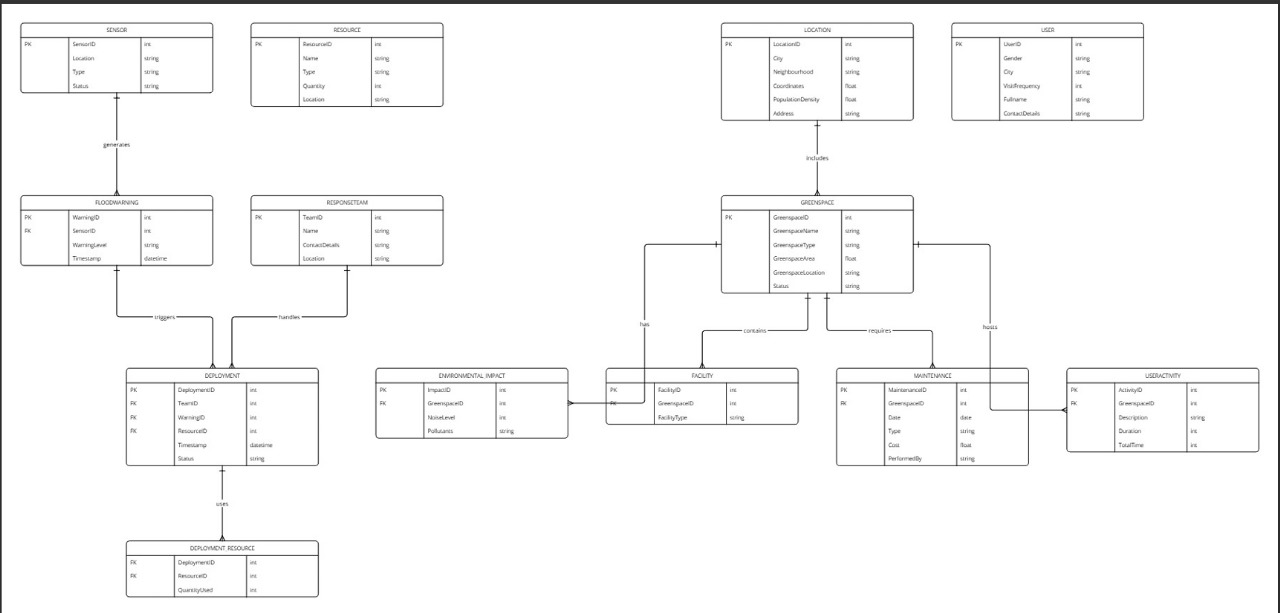 SENSOR
PK SensorID int
Location string
Type string
Status string
RESOURCE
PK ResourceID int
Name string
Type string
Quantity int
Location string
LOCATION
PK LocationID int
City string
Neighbourhood string
Coordinates float
PopulationDensity float
Address string
USER
PK UserID int
Gender string
City string
VisitFrequency int
Fullname string
ContactDetails string
generates
includes
FLOODWARNING
PK WarningID int
FK SensorID int
WarningLevel string
Timestamp datetime
RESPONSETEAM
PK TeamID int
Name string
ContactDetails string
Location string
GREENSPACE
PK GreenspaceID int
GreenspaceName string
GreenspaceType string
GreenspaceArea float
GreenspaceLocation string
Status string
triggers
handles
has
contains
requires
hosts
DEPLOYMENT
PK DeploymentID int
FK TeamID int
FK WarningID int
FK ResourceID int
Timestamp datetime
Status string
ENVIRONMENTAL_IMPACT
PK ImpactID int
FK GreenspaceID int
NoiseLevel int
Pollutants string
FACILITY
PK FacilityID int
FK GreenspaceID int
FacilityType string
MAINTENANCE
PK MaintenanceID int
FK GreenspaceID int
Date date
Type string
Cost float
PerformedBy string
USERACTIVITY
PK ActivityID int
FK GreenspaceID int
Description string
Duration int
TotalTime int
uses
DEPLOYMENT_RESOURCE
FK DeploymentID int
FK ResourceID int
QuantityUsed int